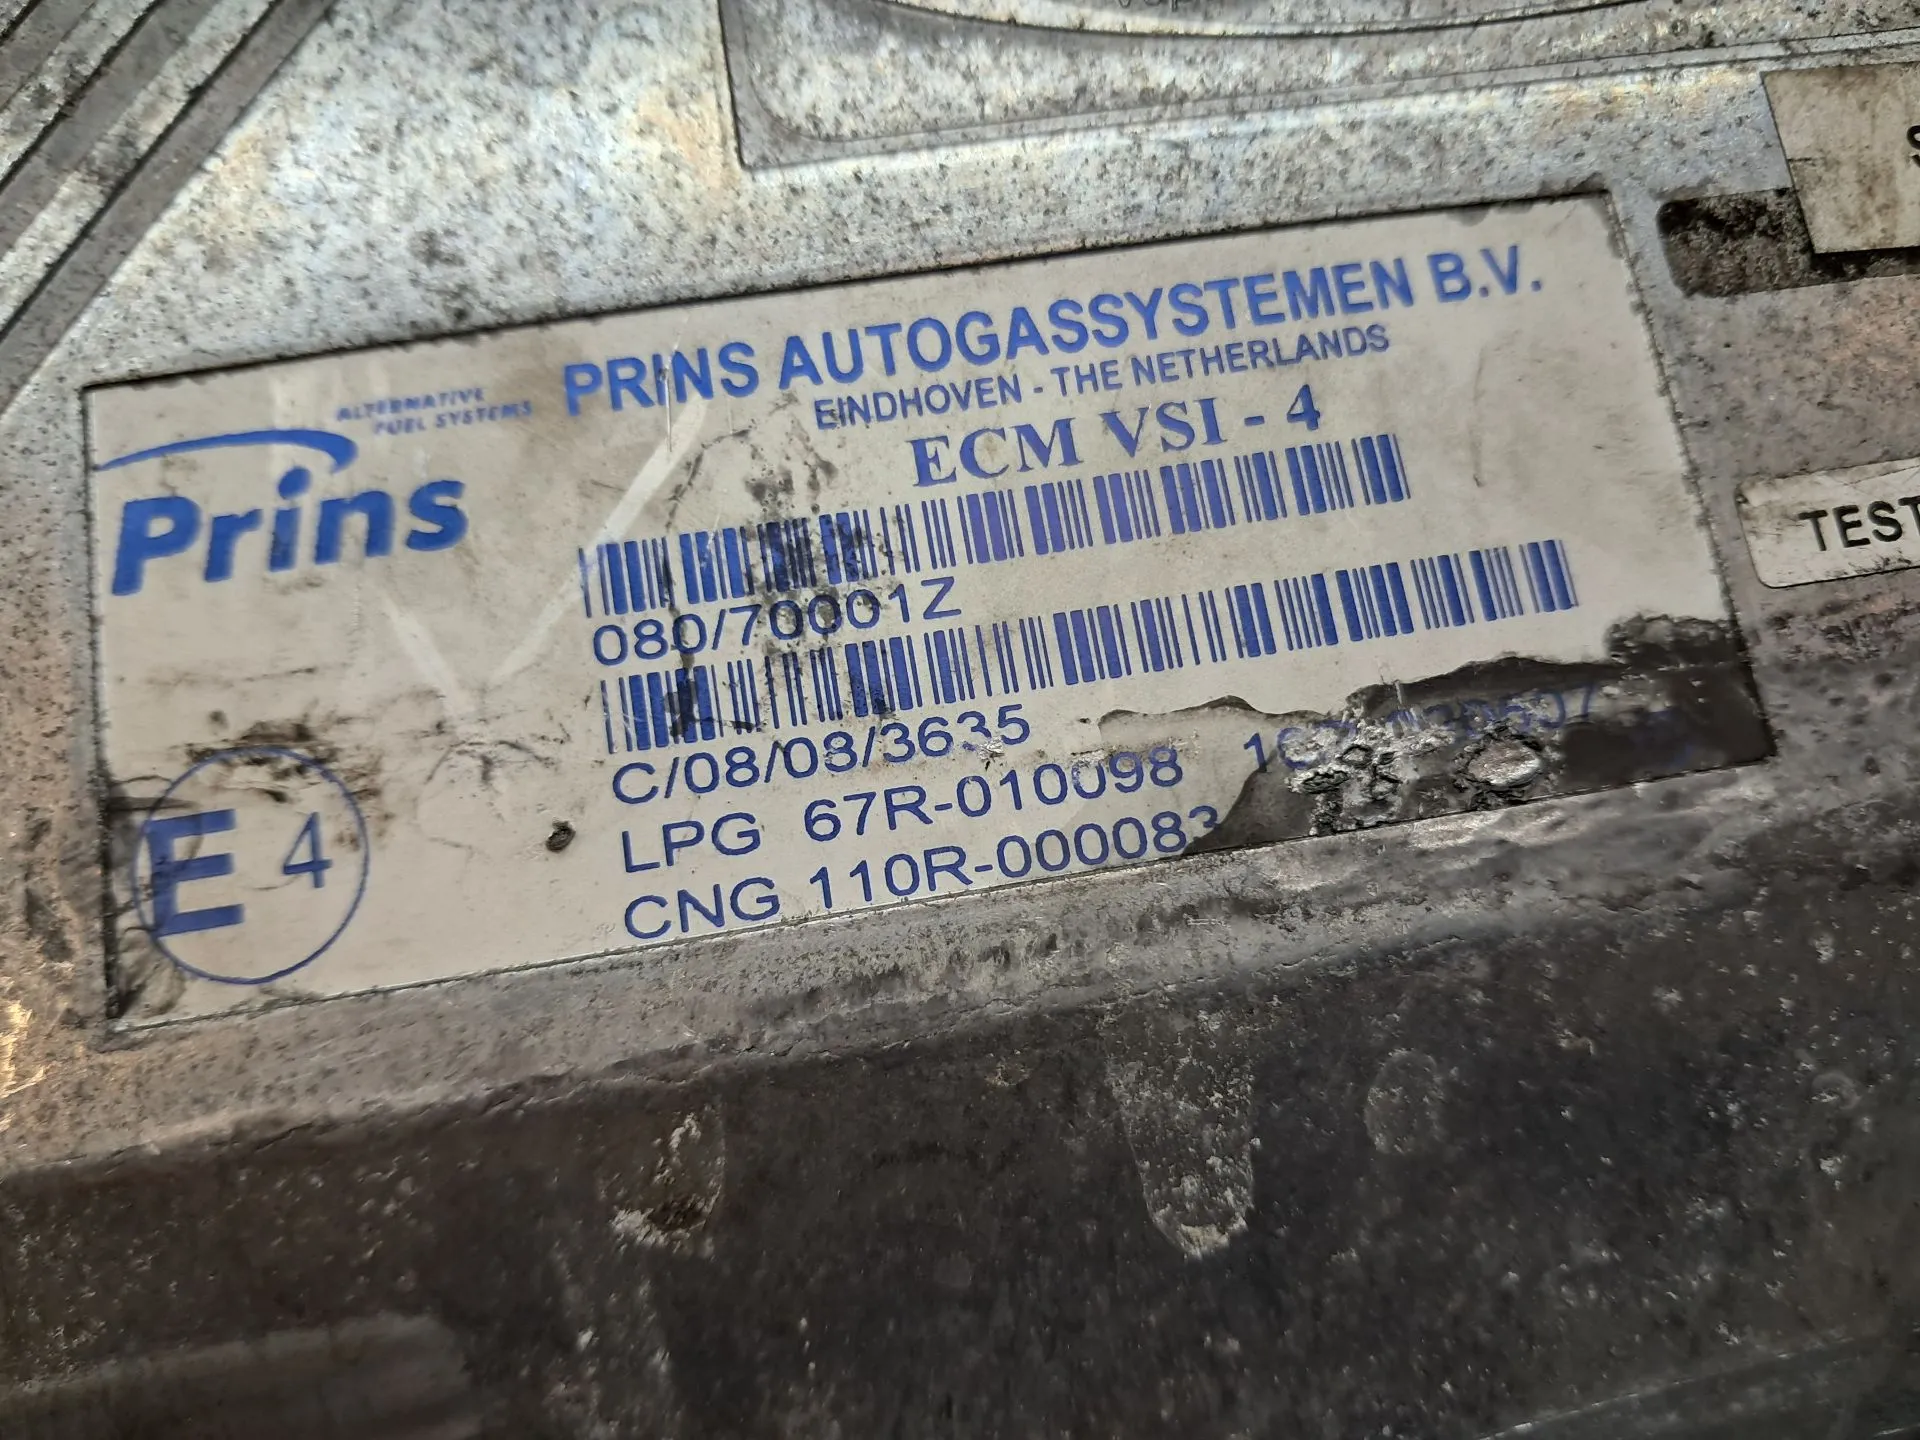 ALTERNATIVE
FUEL SYSTEMS
Prins
PRINS AUTOGASSYSTEMEN B.V.
EINDHOVEN - THE NETHERLANDS
ECM VSI - 4
080/70001Z
C/08/08/3635
LPG 67R-010098
CNG 110R-000083
E 4
TEST